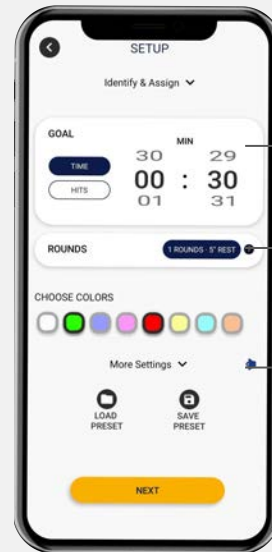 SETUP
Identify & Assign
GOAL
MIN
TIME
HITS
30 29
00 : 30
01 31
ROUNDS
1 ROUNDS - 5" REST
CHOOSE COLORS
More Settings
LOAD PRESET
SAVE PRESET
NEXT